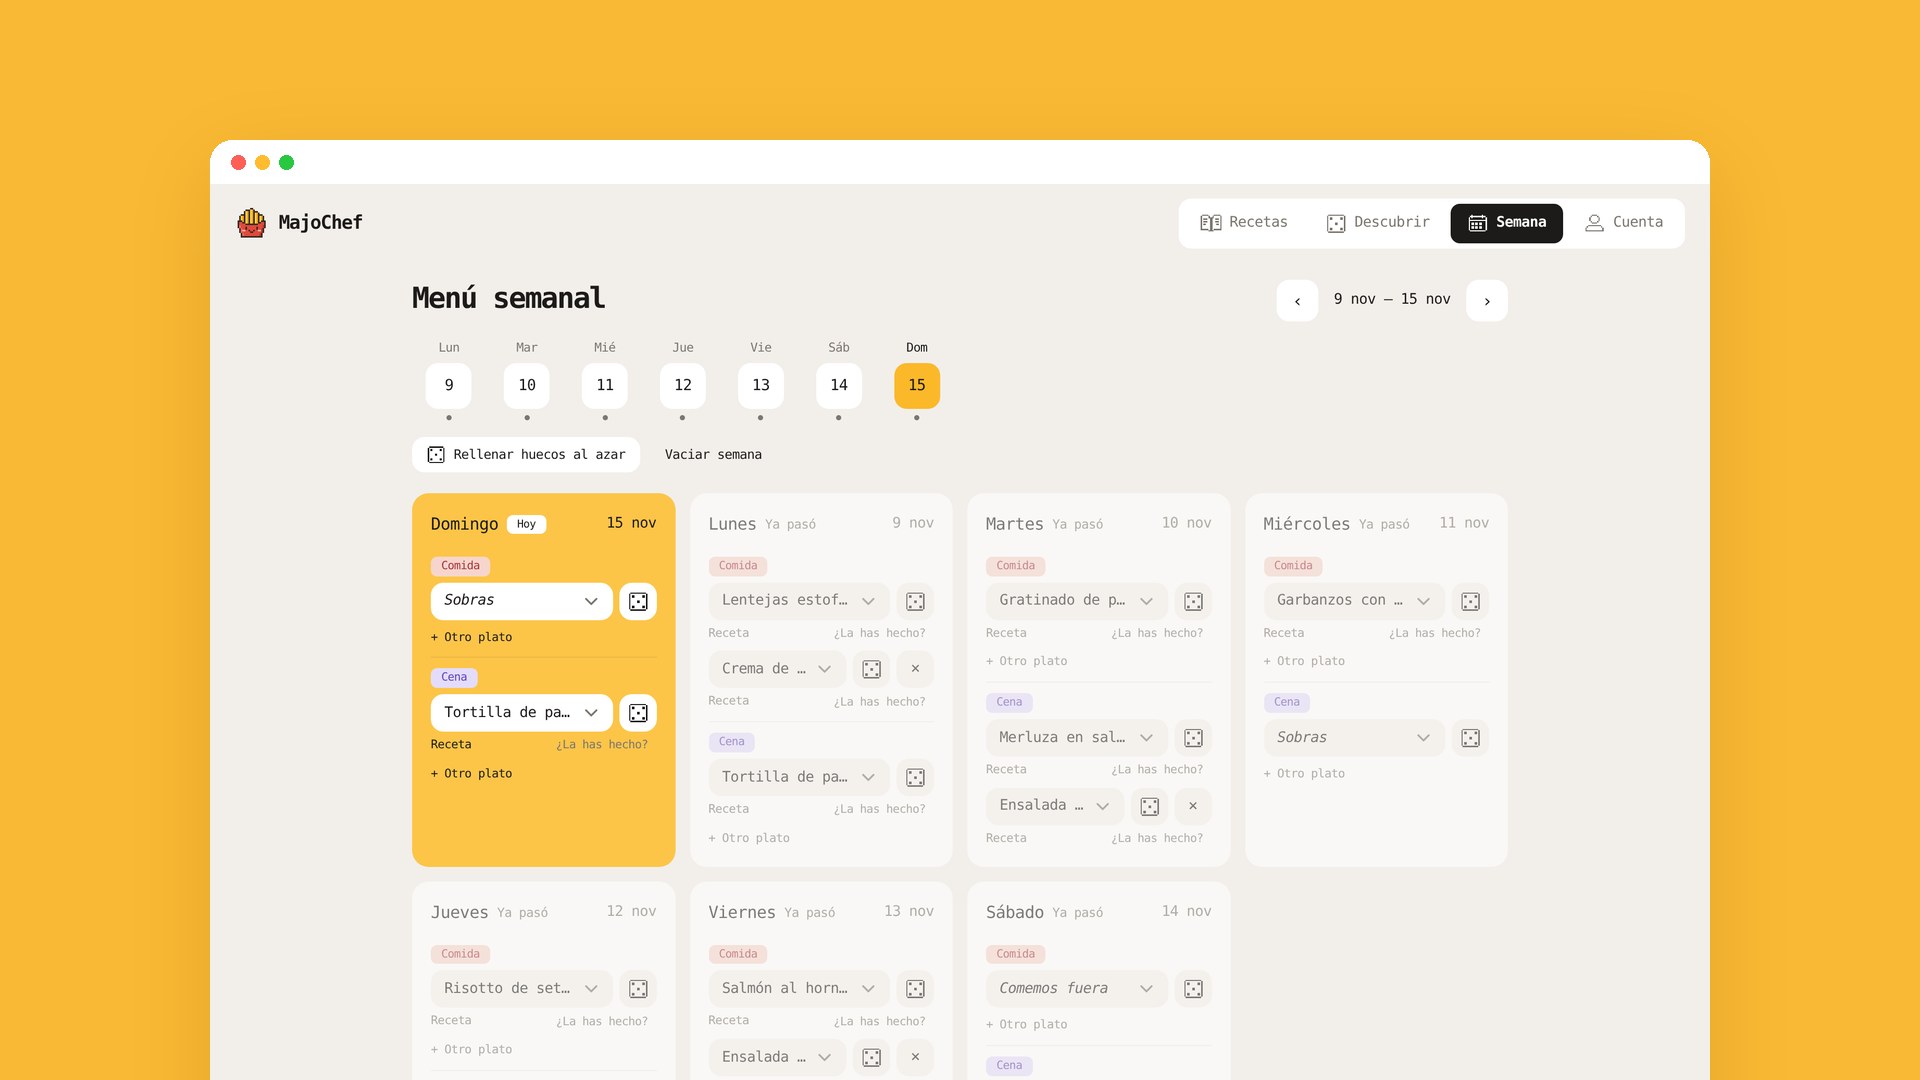 MajoChef
Recetas
Descubrir
Semana
Cuenta
Menú semanal
‹ 9 nov — 15 nov ›
Lun Mar Mié Jue Vie Sáb Dom
9 10 11 12 13 14 15
Rellenar huecos al azar
Vaciar semana
Domingo Hoy 15 nov
Comida
Sobras
+ Otro plato
Cena
Tortilla de pa…
Receta ¿La has hecho?
+ Otro plato
Lunes Ya pasó 9 nov
Comida
Lentejas estof…
Receta ¿La has hecho?
Crema de … ×
Receta ¿La has hecho?
Cena
Tortilla de pa…
Receta ¿La has hecho?
+ Otro plato
Martes Ya pasó 10 nov
Comida
Gratinado de p…
Receta ¿La has hecho?
+ Otro plato
Cena
Merluza en sal…
Receta ¿La has hecho?
Ensalada … ×
Receta ¿La has hecho?
Miércoles Ya pasó 11 nov
Comida
Garbanzos con …
Receta ¿La has hecho?
+ Otro plato
Cena
Sobras
+ Otro plato
Jueves Ya pasó 12 nov
Comida
Risotto de set…
Receta ¿La has hecho?
+ Otro plato
Viernes Ya pasó 13 nov
Comida
Salmón al horn…
Receta ¿La has hecho?
Ensalada … ×
Sábado Ya pasó 14 nov
Comida
Comemos fuera
+ Otro plato
Cena